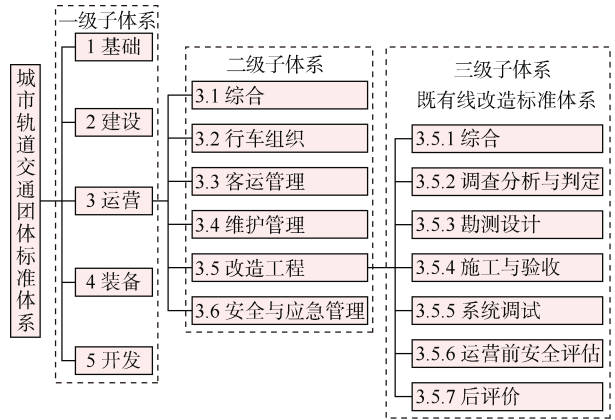 城市轨道交通团体标准体系
一级子体系
1 基础
2 建设
3 运营
4 装备
5 开发
二级子体系
3.1 综合
3.2 行车组织
3.3 客运管理
3.4 维护管理
3.5 改造工程
3.6 安全与应急管理
三级子体系
既有线改造标准体系
3.5.1 综合
3.5.2 调查分析与判定
3.5.3 勘测设计
3.5.4 施工与验收
3.5.5 系统调试
3.5.6 运营前安全评估
3.5.7 后评价